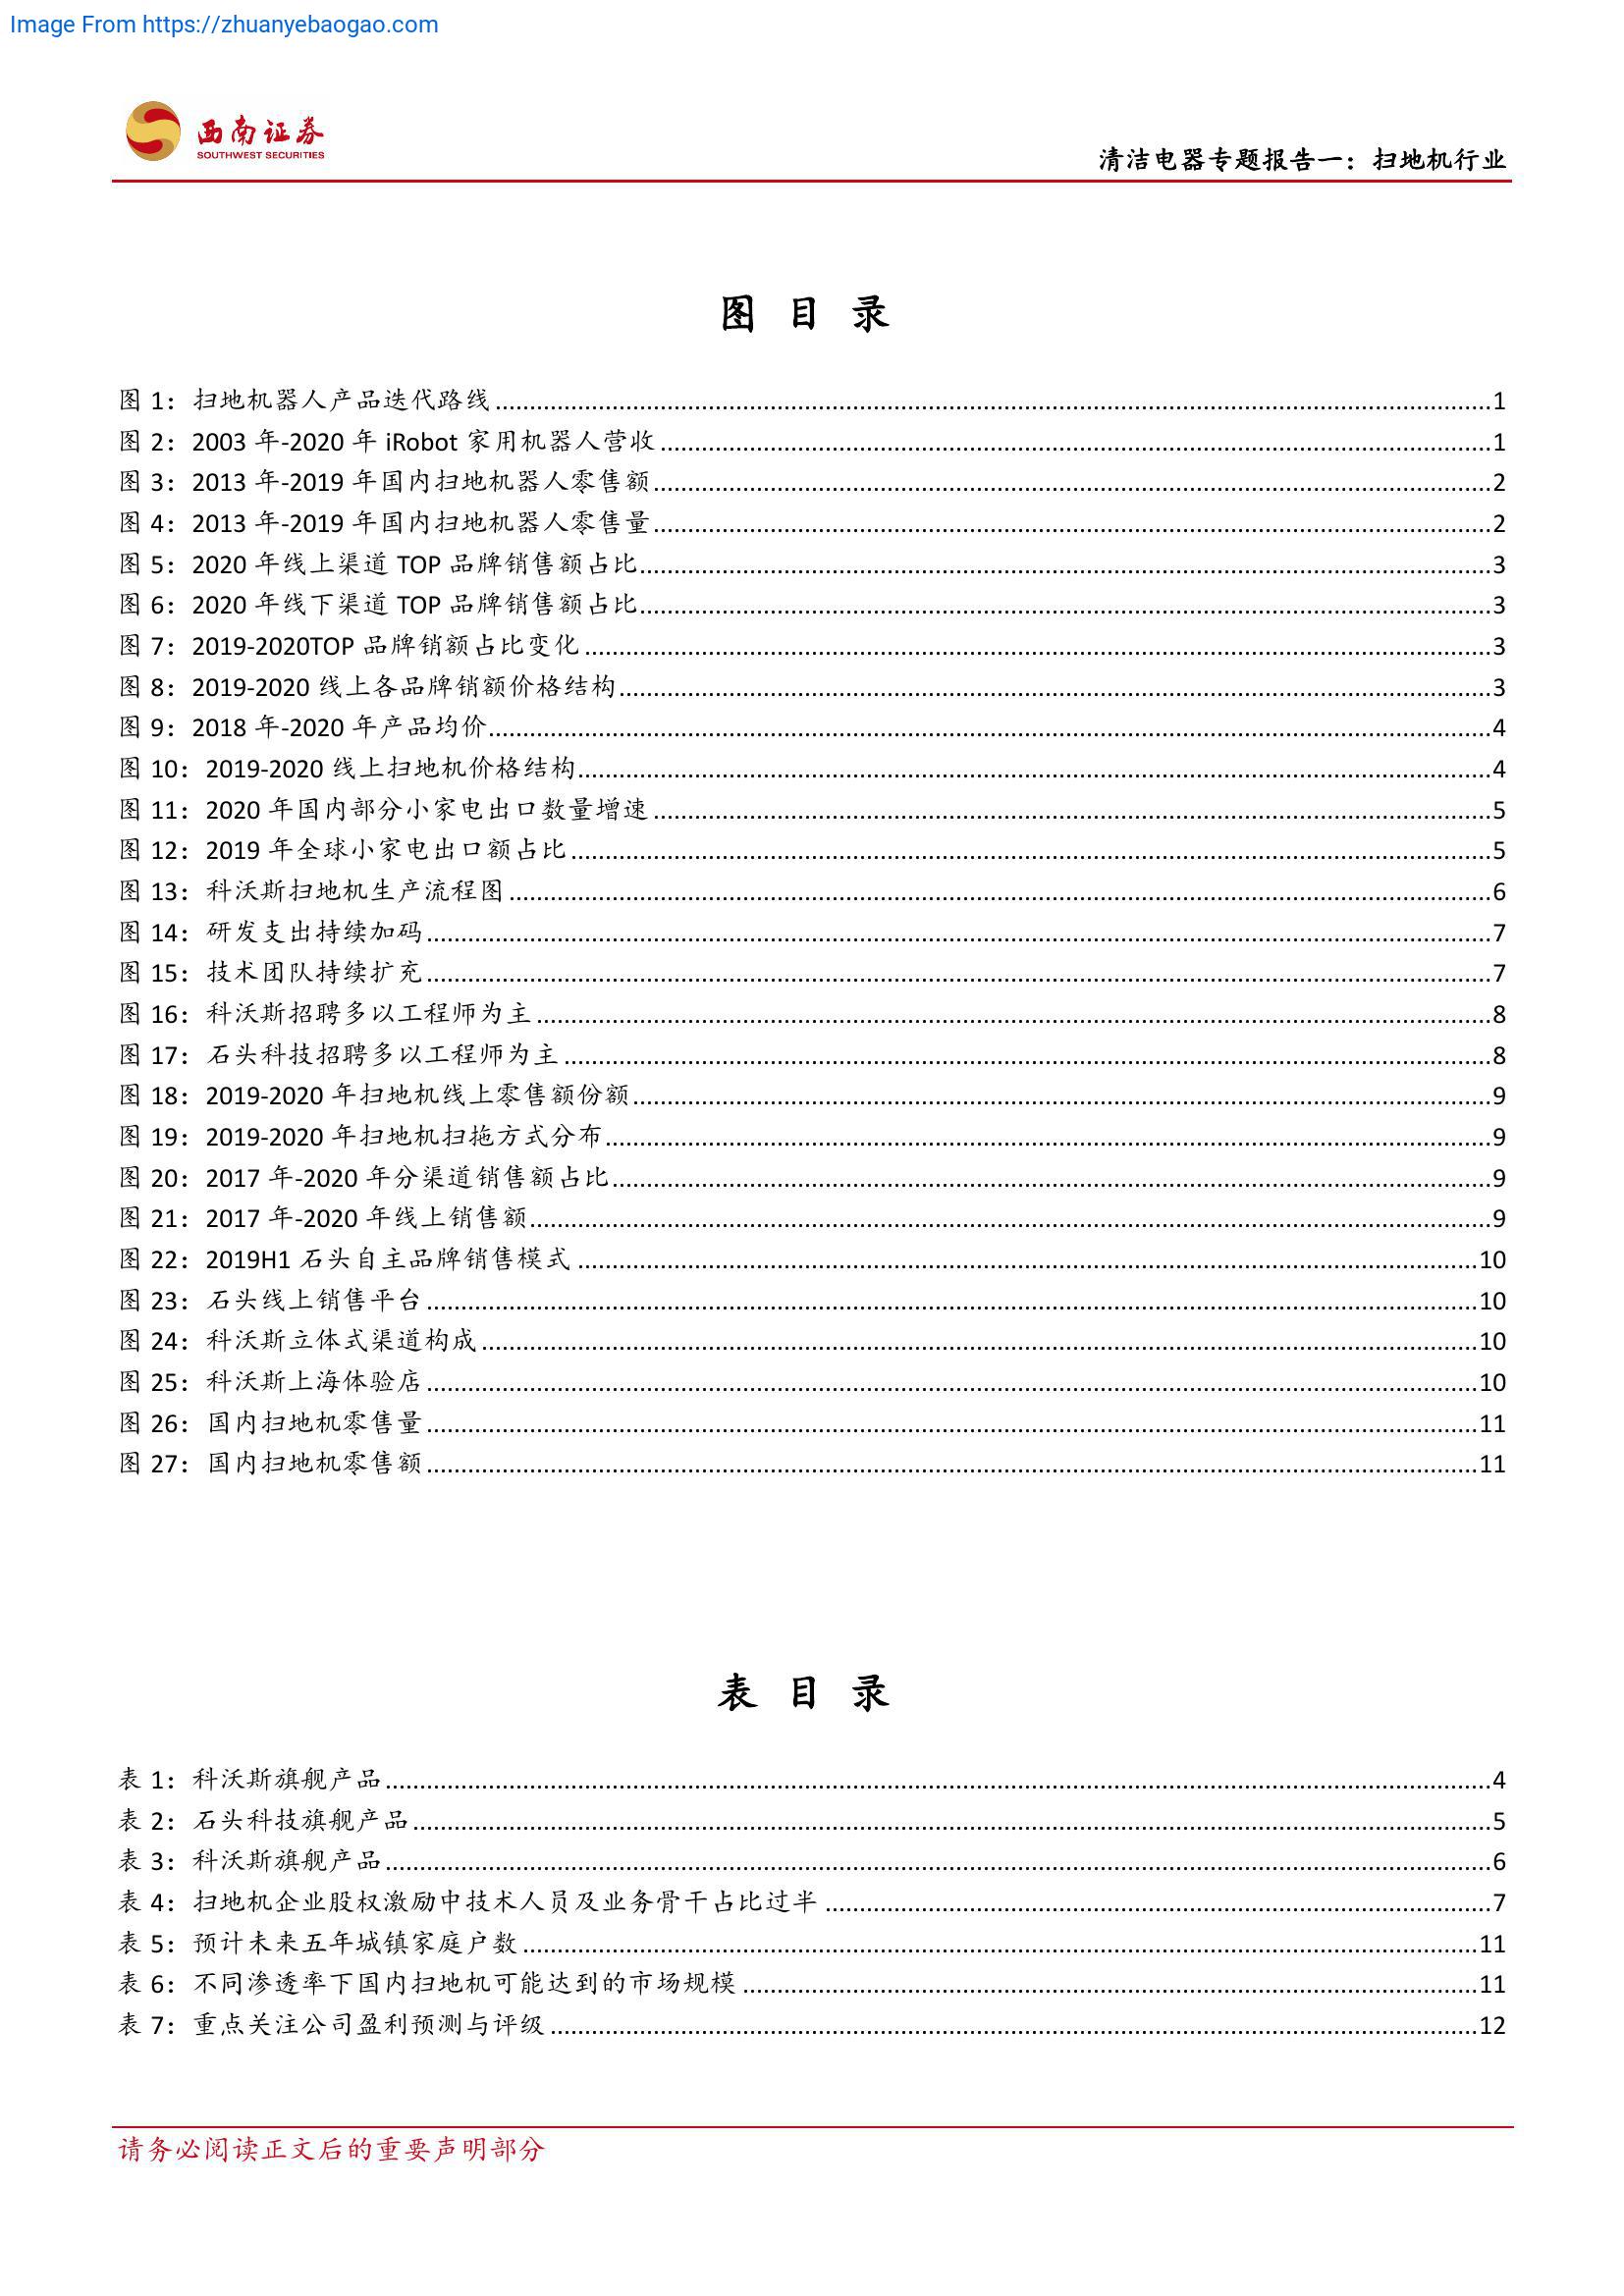 Image From https://zhuanyebaogao.com
西南证券
SOUTHWEST SECURITIES
清洁电器专题报告一：扫地机行业
图 目 录
图 1：扫地机器人产品迭代路线 1
图 2：2003 年-2020 年 iRobot 家用机器人营收 1
图 3：2013 年-2019 年国内扫地机器人零售额 2
图 4：2013 年-2019 年国内扫地机器人零售量 2
图 5：2020 年线上渠道 TOP 品牌销售额占比 3
图 6：2020 年线下渠道 TOP 品牌销售额占比 3
图 7：2019-2020TOP 品牌销额占比变化 3
图 8：2019-2020 线上各品牌销额价格结构 3
图 9：2018 年-2020 年产品均价 4
图 10：2019-2020 线上扫地机价格结构 4
图 11：2020 年国内部分小家电出口数量增速 5
图 12：2019 年全球小家电出口额占比 5
图 13：科沃斯扫地机生产流程图 6
图 14：研发支出持续加码 7
图 15：技术团队持续扩充 7
图 16：科沃斯招聘多以工程师为主 8
图 17：石头科技招聘多以工程师为主 8
图 18：2019-2020 年扫地机线上零售额份额 9
图 19：2019-2020 年扫地机扫拖方式分布 9
图 20：2017 年-2020 年分渠道销售额占比 9
图 21：2017 年-2020 年线上销售额 9
图 22：2019H1 石头自主品牌销售模式 10
图 23：石头线上销售平台 10
图 24：科沃斯立体式渠道构成 10
图 25：科沃斯上海体验店 10
图 26：国内扫地机零售量 11
图 27：国内扫地机零售额 11
表 目 录
表 1：科沃斯旗舰产品 4
表 2：石头科技旗舰产品 5
表 3：科沃斯旗舰产品 6
表 4：扫地机企业股权激励中技术人员及业务骨干占比过半 7
表 5：预计未来五年城镇家庭户数 11
表 6：不同渗透率下国内扫地机可能达到的市场规模 11
表 7：重点关注公司盈利预测与评级 12
请务必阅读正文后的重要声明部分